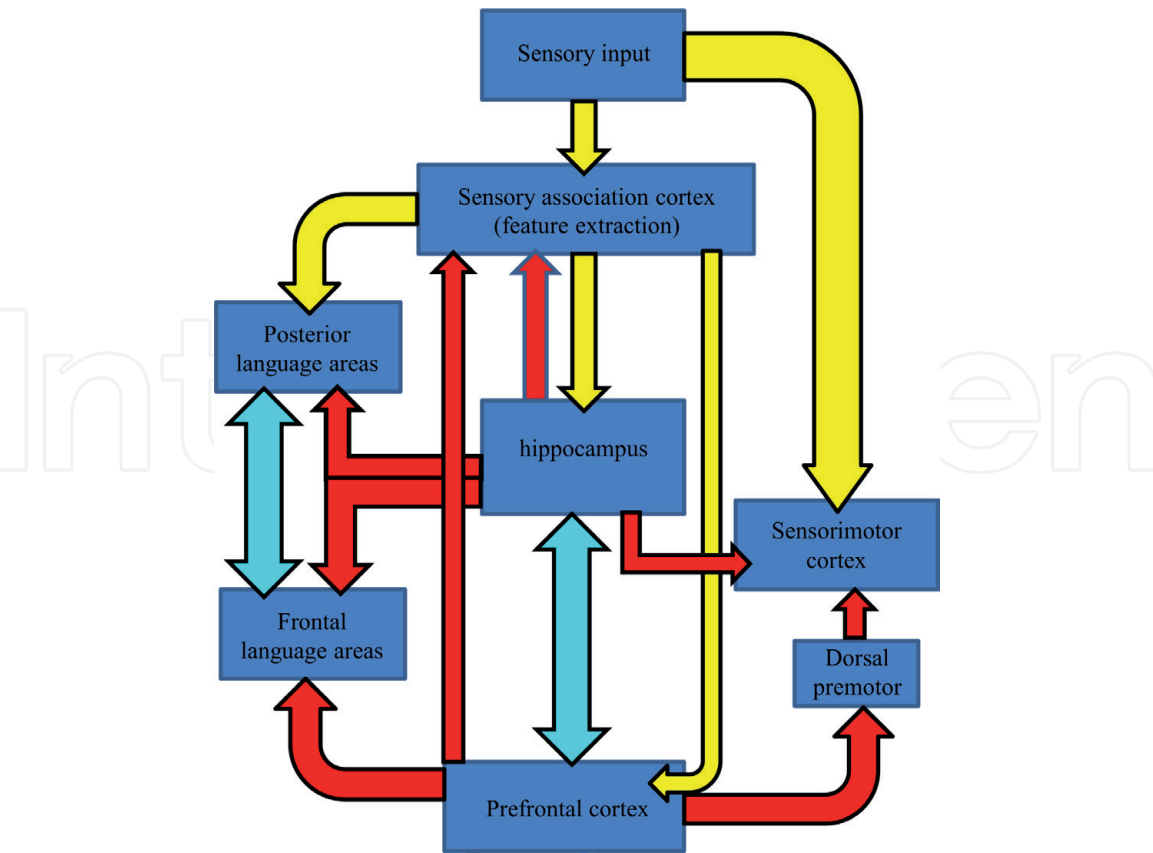 Sensory input
Sensory association cortex
(feature extraction)
Posterior
language areas
hippocampus
Sensorimotor
cortex
Frontal
language areas
Dorsal
premotor
Prefrontal cortex